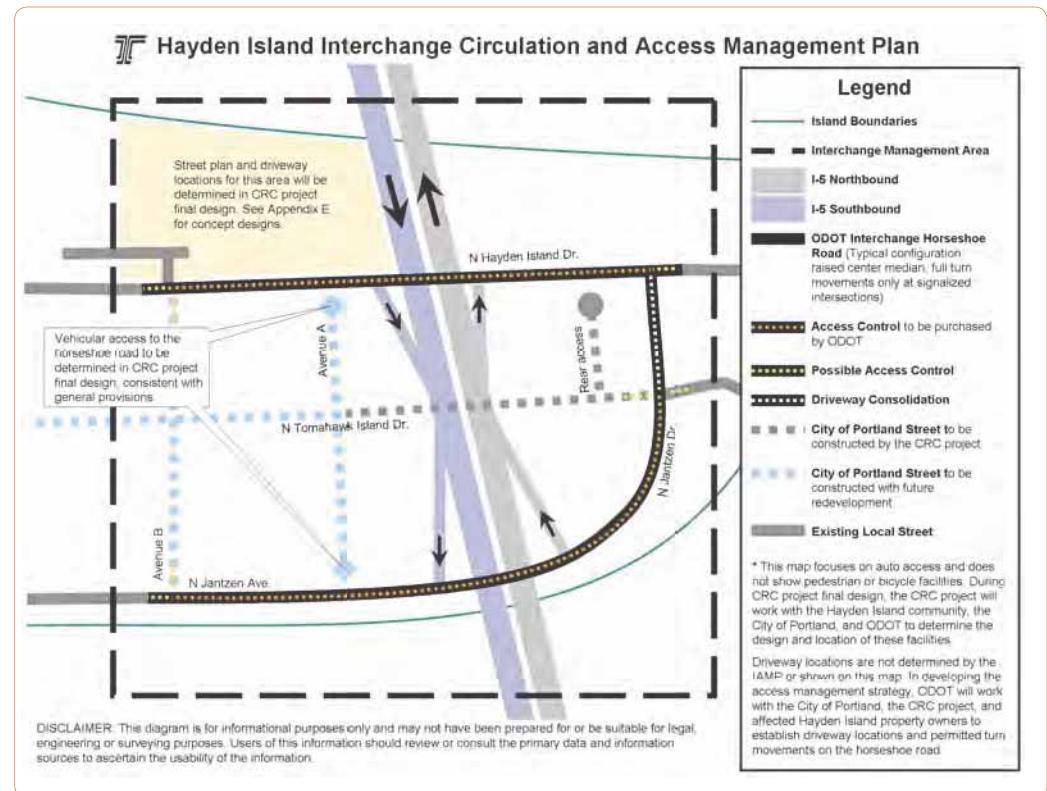 Hayden Island Interchange Circulation and Access Management Plan
Street plan and driveway
locations for this area will be
determined in CRC project
final design. See Appendix E
for concept designs.
N Hayden Island Dr.
Vehicular access to the
horseshoe road to be
determined in CRC project
final design, consistent with
general provisions
Avenue A
Rear access
N Tomahawk Island Dr.
N Jantzen Dr.
Avenue B
N Jantzen Ave.
Legend
Island Boundaries
Interchange Management Area
I-5 Northbound
I-5 Southbound
ODOT Interchange Horseshoe
Road (Typical configuration
raised center median, full turn
movements only at signalized
intersections)
Access Control to be purchased
by ODOT
Possible Access Control
Driveway Consolidation
City of Portland Street to be
constructed by the CRC project
City of Portland Street to be
constructed with future
redevelopment
Existing Local Street
* This map focuses on auto access and does
not show pedestrian or bicycle facilities. During
CRC project final design, the CRC project will
work with the Hayden Island community, the
City of Portland, and ODOT to determine the
design and location of these facilities
Driveway locations are not determined by the
IAMP or shown on this map. In developing the
access management strategy, ODOT will work
with the City of Portland, the CRC project, and
affected Hayden Island property owners to
establish driveway locations and permitted turn
movements on the horseshoe road
DISCLAIMER: This diagram is for informational purposes only and may not have been prepared for or be suitable for legal,
engineering or surveying purposes. Users of this information should review or consult the primary data and information
sources to ascertain the usability of the information.